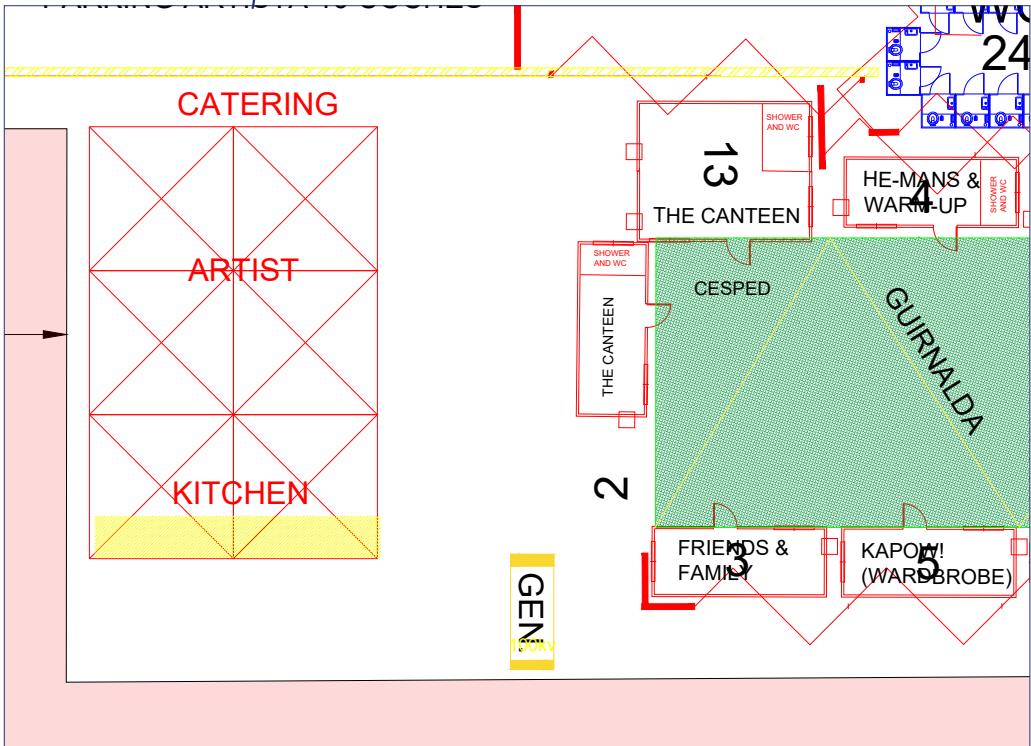 WC
24
CATERING
ARTIST
KITCHEN
SHOWER
AND WC
13
THE CANTEEN
HE-MANS &
WARM-UP
4
SHOWER
AND WC
SHOWER
AND WC
THE CANTEEN
CESPED
GUIRNALDA
2
FRIENDS &
FAMILY
3
KAPOW!
(WARDBROBE)
5
GEN.
100kv